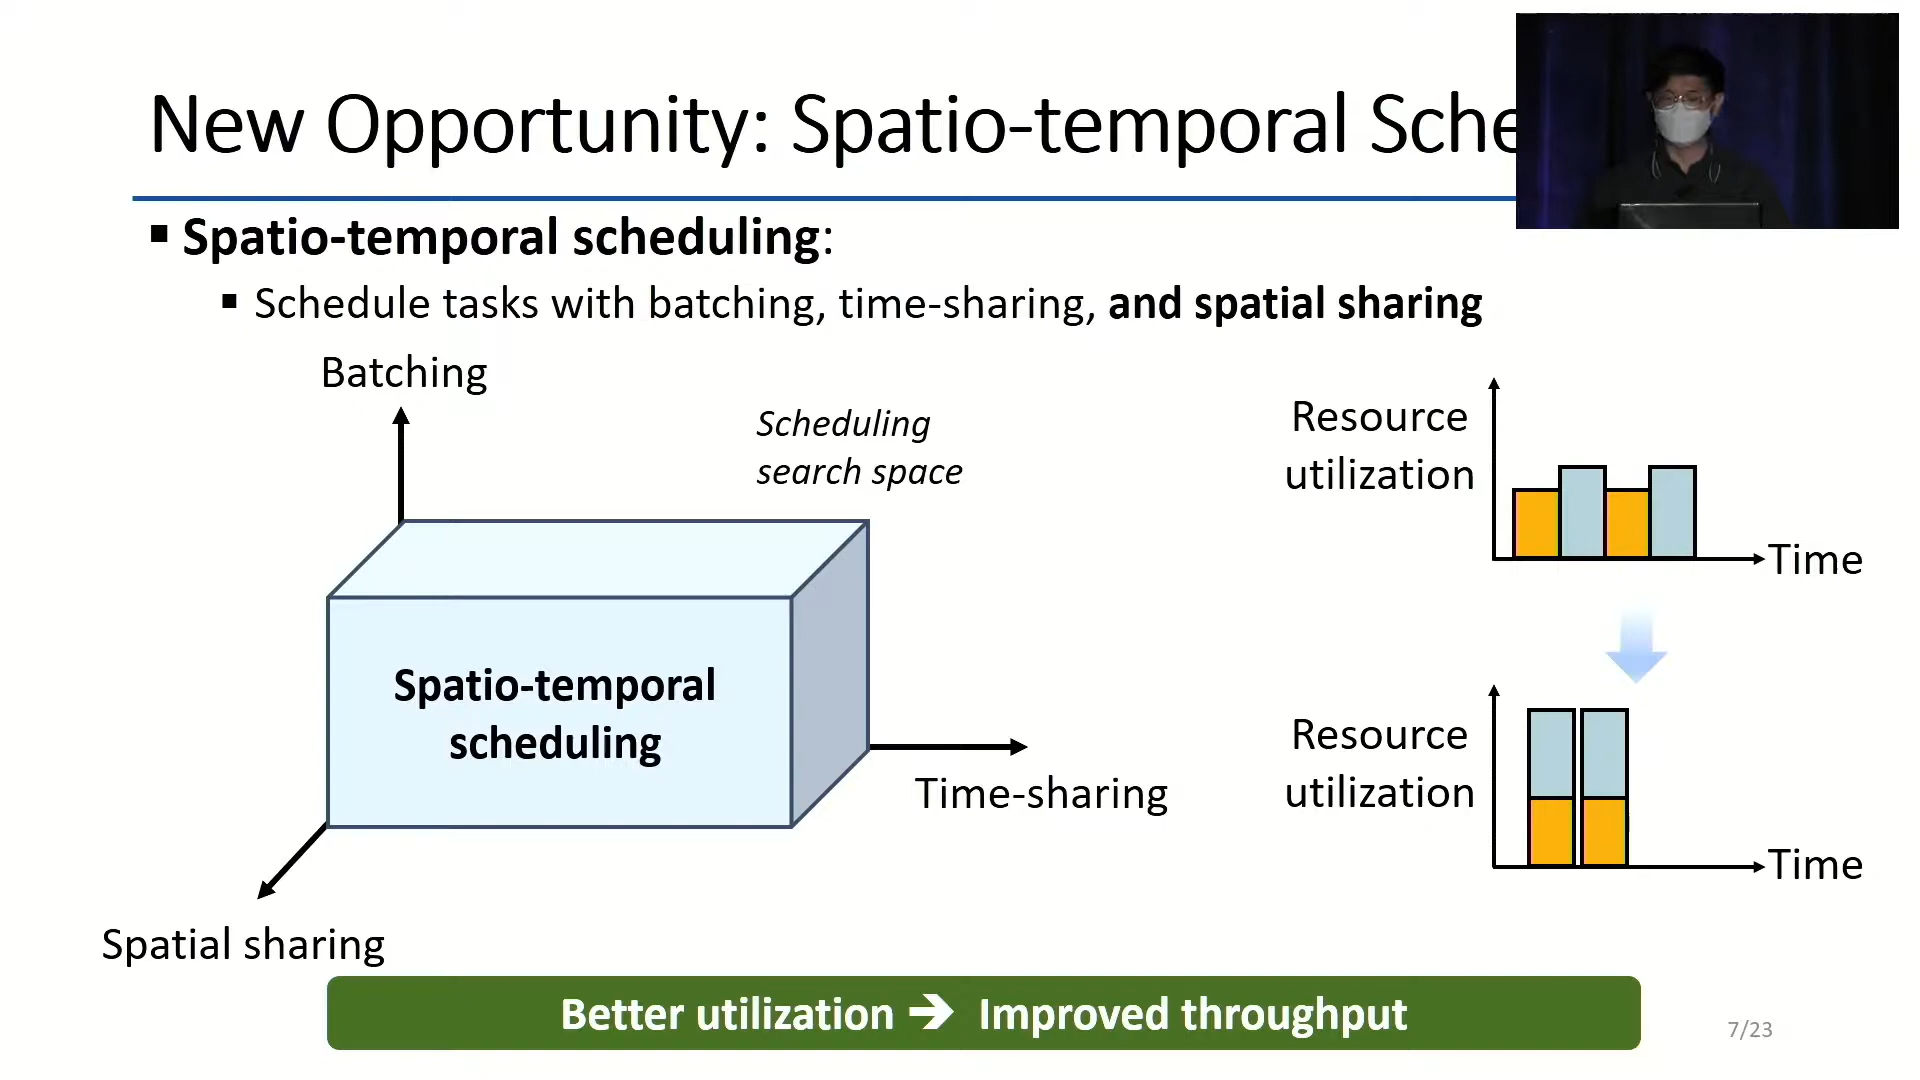 New Opportunity: Spatio-temporal Sche
▪ Spatio-temporal scheduling:
▪ Schedule tasks with batching, time-sharing, and spatial sharing
Batching
Scheduling
search space
Spatio-temporal
scheduling
Time-sharing
Spatial sharing
Resource
utilization
Time
Resource
utilization
Time
Better utilization ➔ Improved throughput
7/23